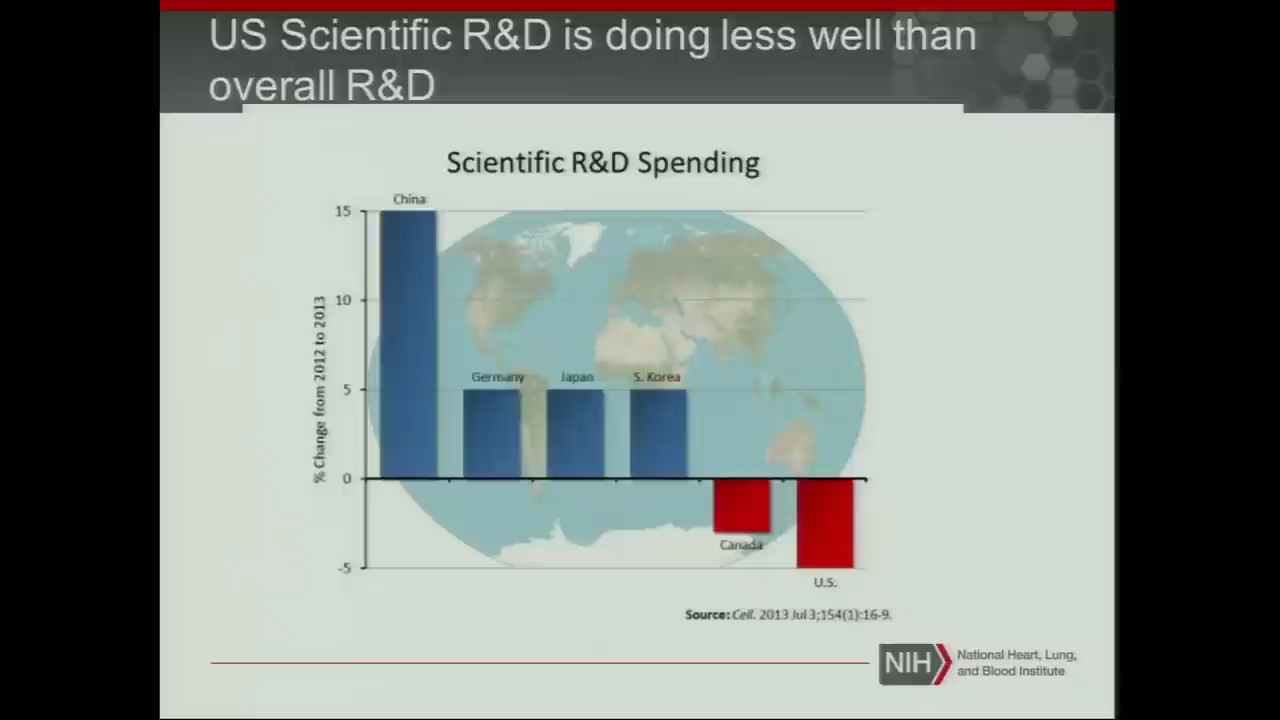 US Scientific R&D is doing less well than
overall R&D
Scientific R&D Spending
% Change from 2012 to 2013
15
10
5
0
-5
China
Germany
Japan
S. Korea
Canada
U.S.
Source: Cell. 2013 Jul 3;154(1):16-9.
NIH
National Heart, Lung,
and Blood Institute